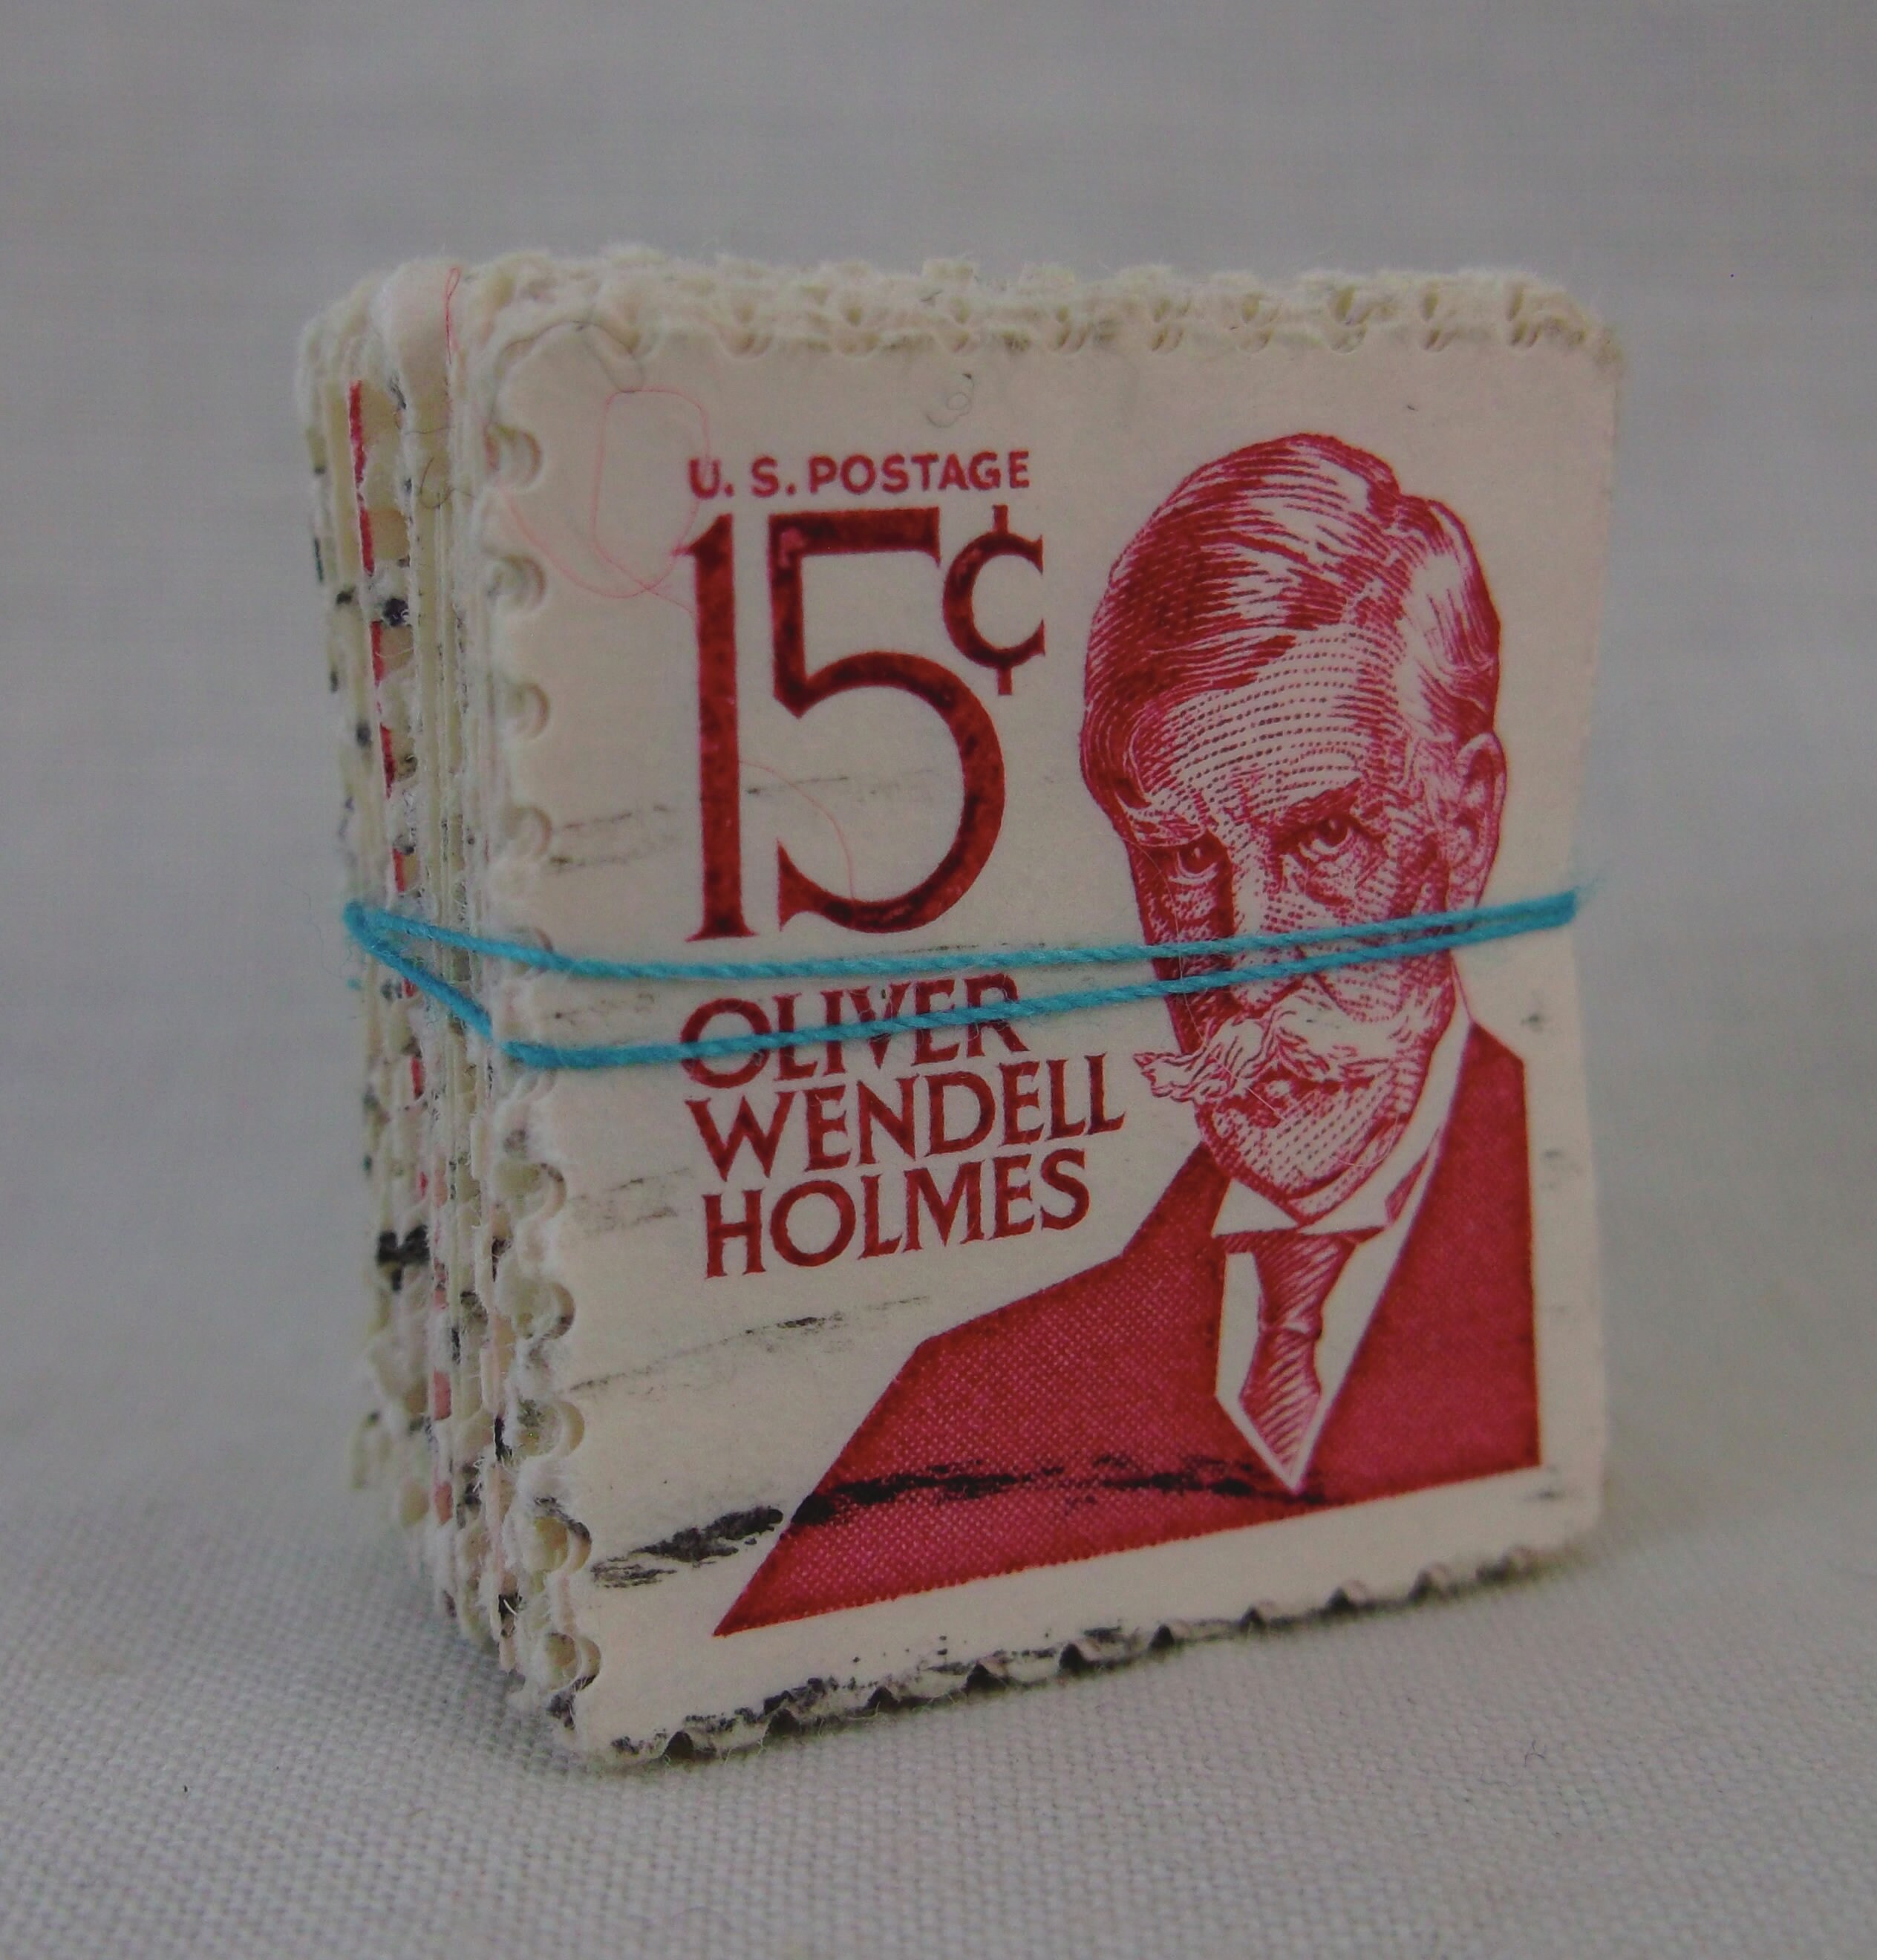 U. S. POSTAGE
15¢
OLIVER
WENDELL
HOLMES